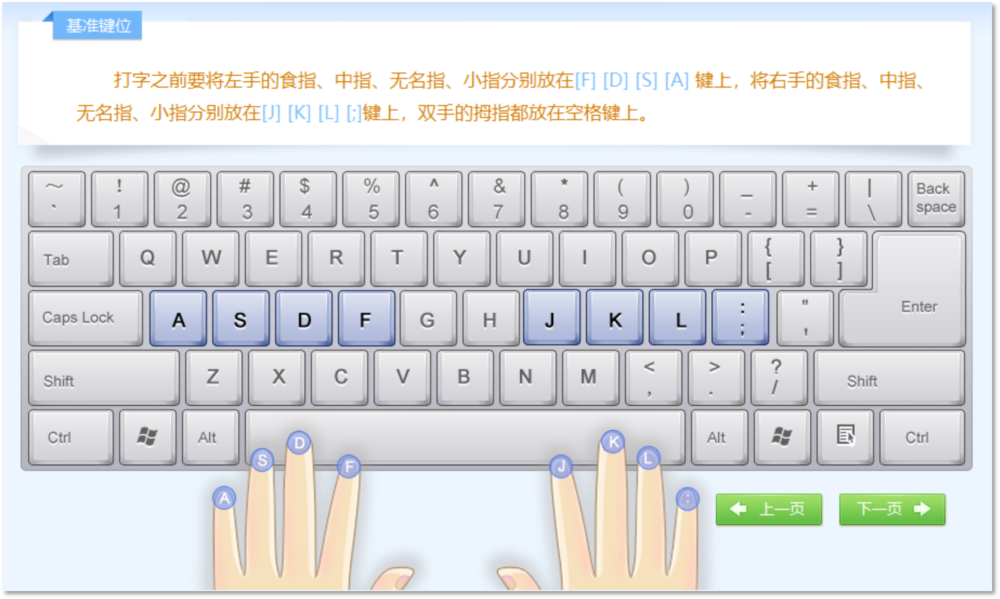 基准键位
打字之前要将左手的食指、中指、无名指、小指分别放在[F] [D] [S] [A] 键上，将右手的食指、中指、
无名指、小指分别放在[J] [K] [L] [;]键上，双手的拇指都放在空格键上。
~ ! @ # $ % ^ & * ( ) _ + | Back
` 1 2 3 4 5 6 7 8 9 0 - = \ space
Tab Q W E R T Y U I O P { }
[ ]
Caps Lock A S D F G H J K L : " Enter
; '
Shift Z X C V B N M < > ? Shift
, . /
Ctrl Alt Alt Ctrl
A S D F J K L :
上一页 下一页